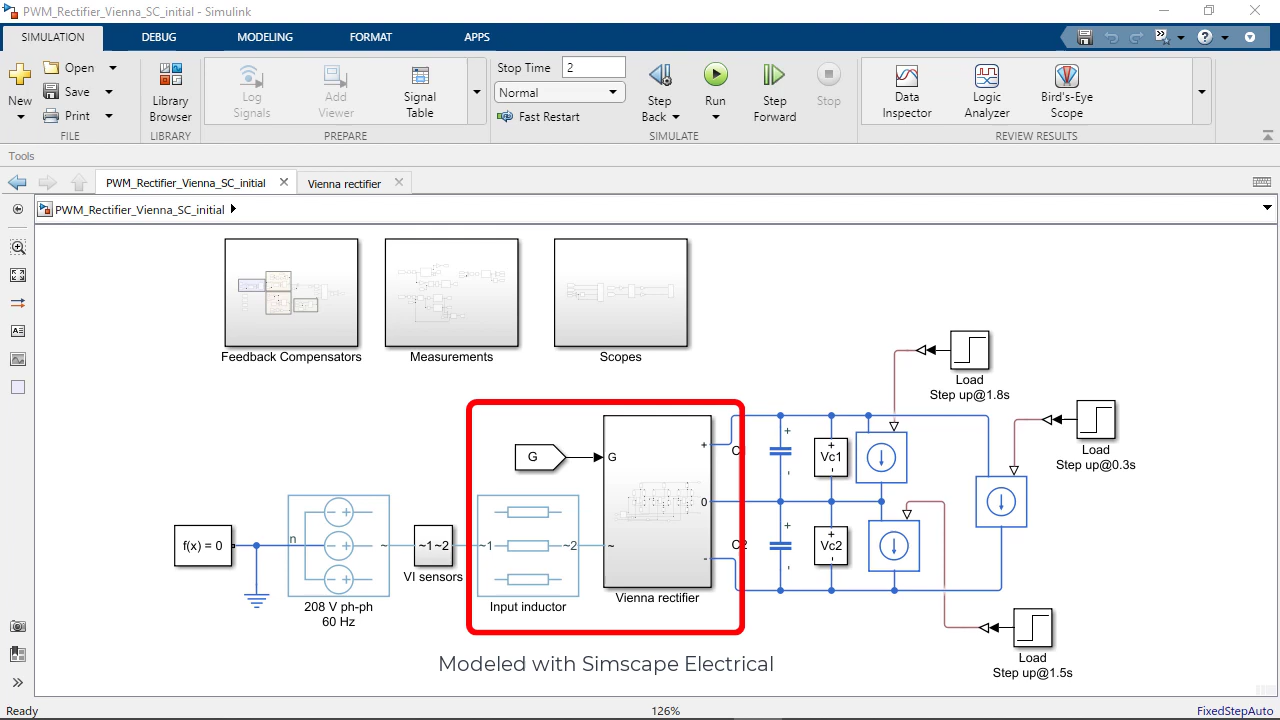 PWM_Rectifier_Vienna_SC_initial - Simulink
SIMULATION
DEBUG
MODELING
FORMAT
APPS
New
Open
Save
Print
FILE
Library
Browser
LIBRARY
Log
Signals
Add
Viewer
Signal
Table
PREPARE
Stop Time
2
Normal
Fast Restart
Step
Back
Run
Step
Forward
Stop
SIMULATE
Data
Inspector
Logic
Analyzer
Bird's-Eye
Scope
REVIEW RESULTS
Tools
PWM_Rectifier_Vienna_SC_initial
Vienna rectifier
PWM_Rectifier_Vienna_SC_initial
Feedback Compensators
Measurements
Scopes
Load
Step up@1.8s
Load
Step up@0.3s
G
G
+
0
-
~
Vienna rectifier
+
-
+
Vc1
-
+
-
+
Vc2
-
f(x) = 0
n
~
208 V ph-ph
60 Hz
~1 ~2
VI sensors
~1
~2
Input inductor
Load
Step up@1.5s
Modeled with Simscape Electrical
Ready
126%
FixedStepAuto